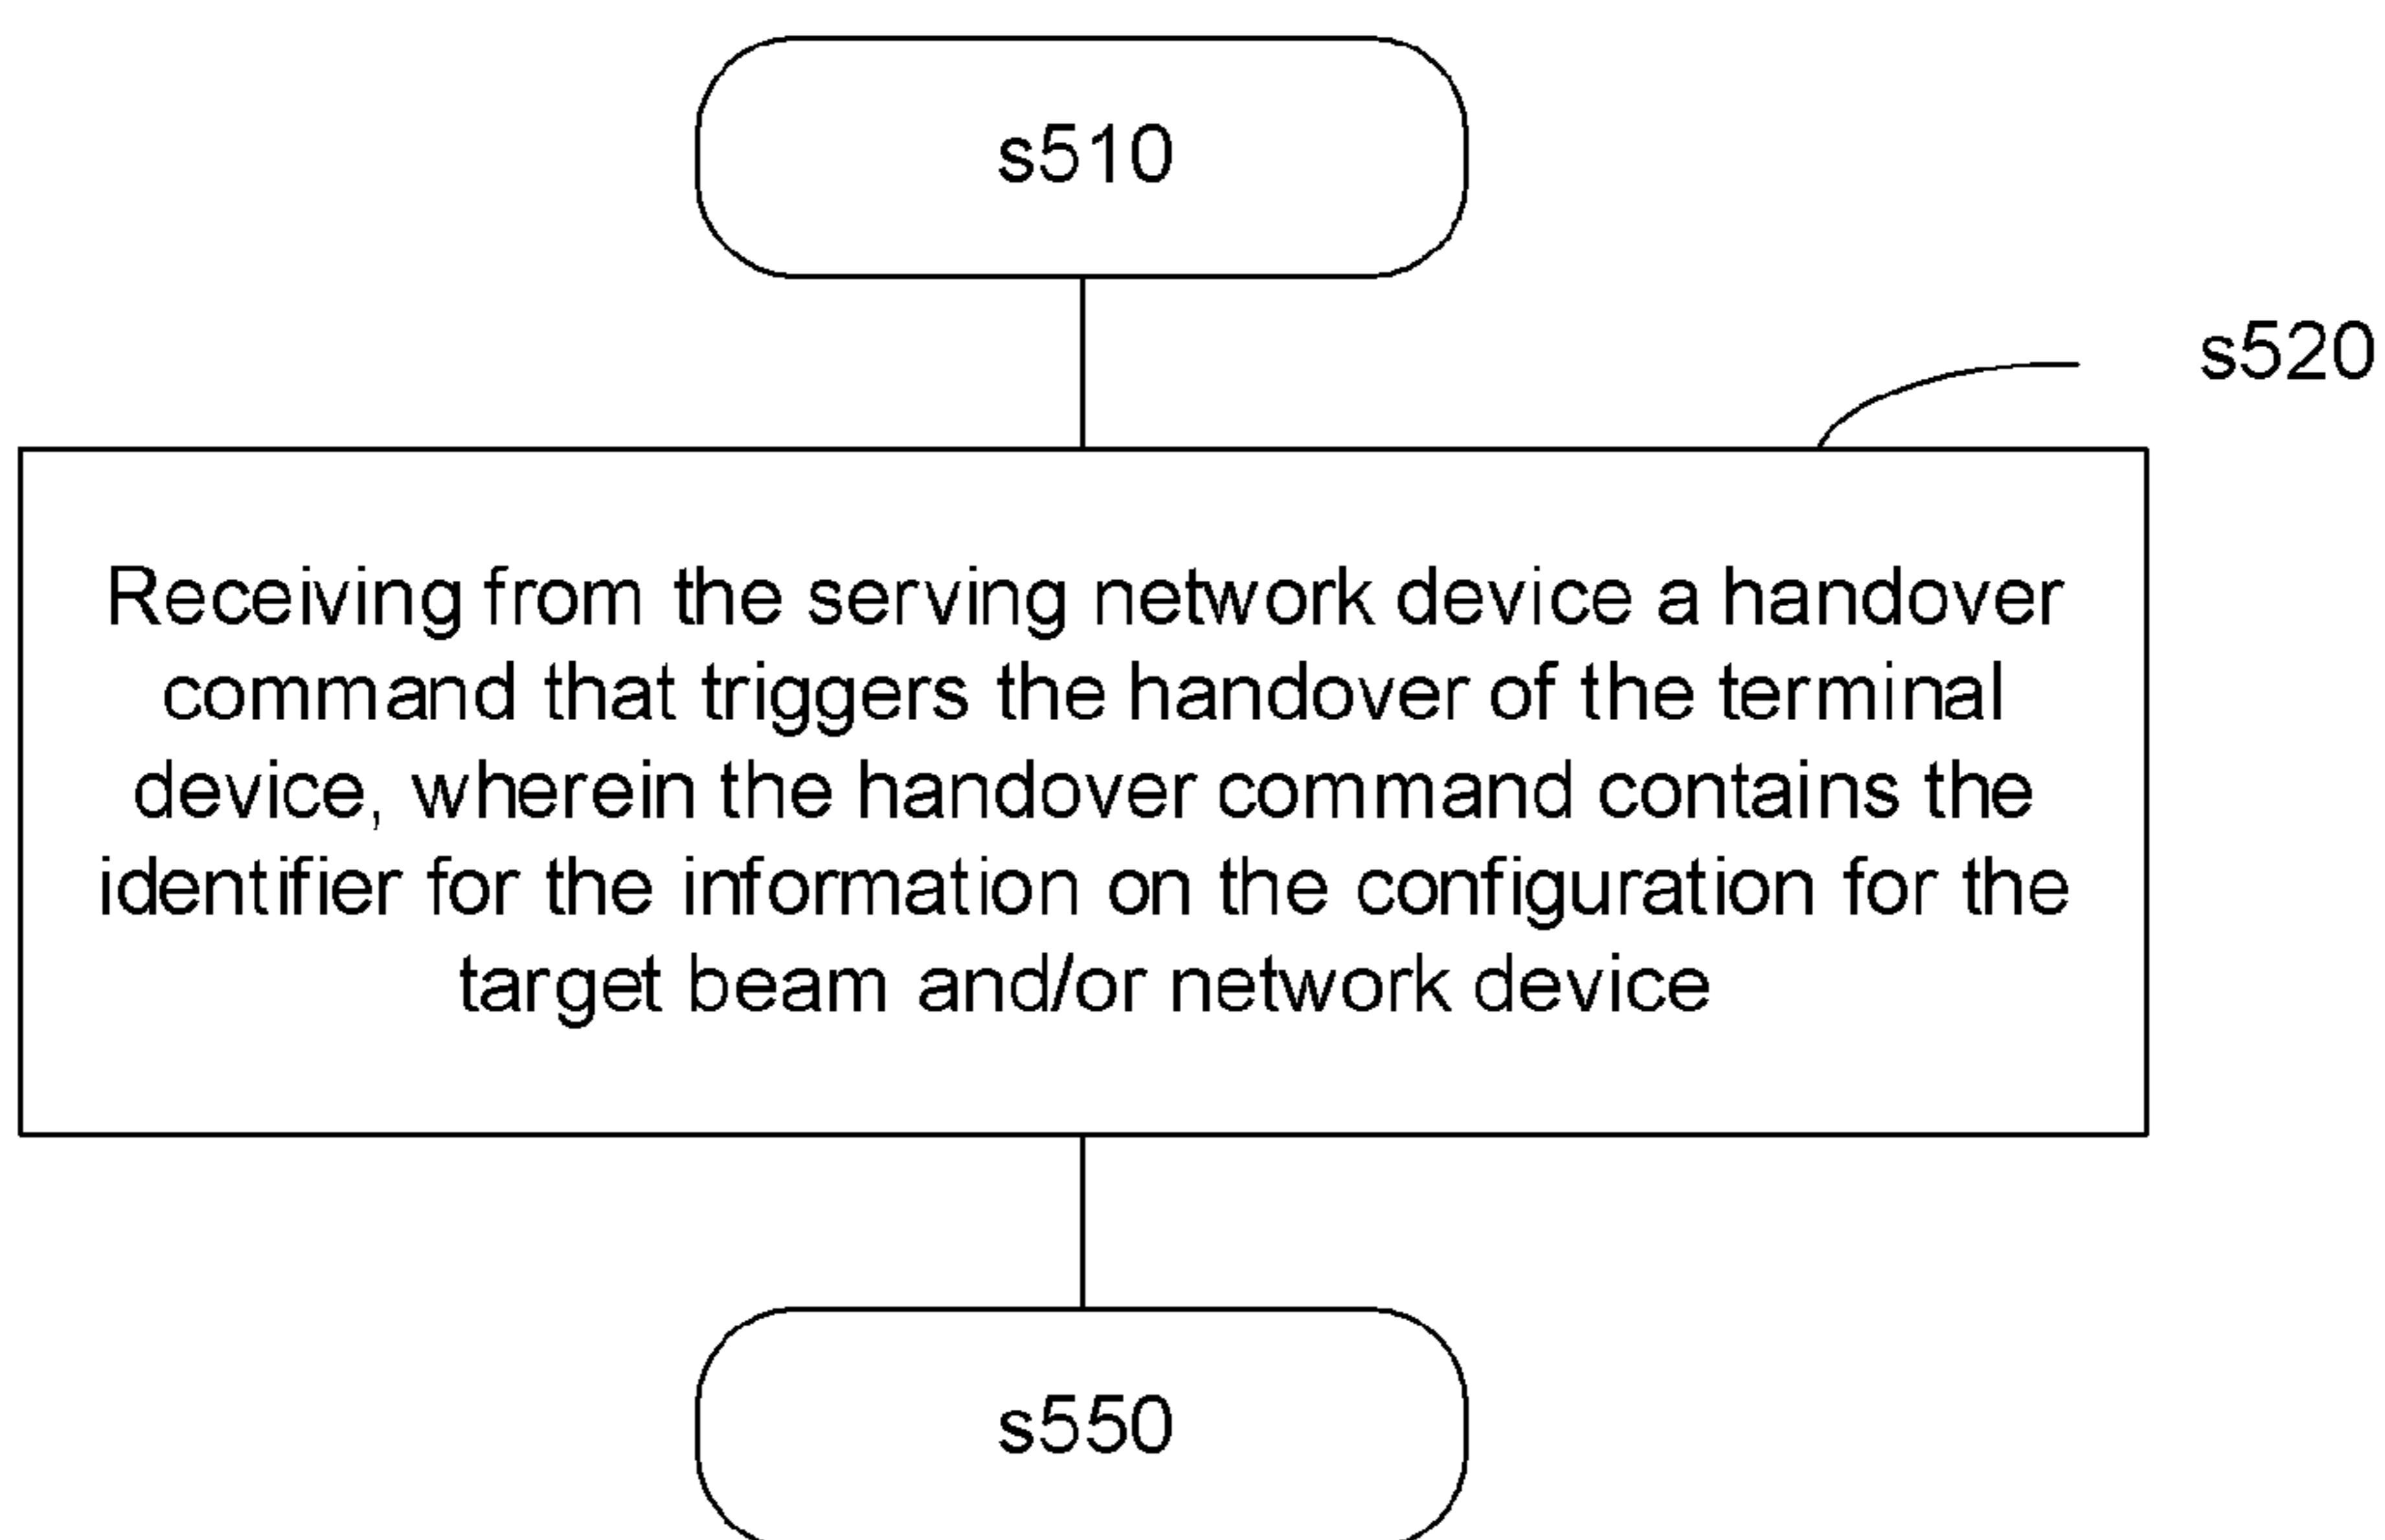 s510
s520
Receiving from the serving network device a handover
command that triggers the handover of the terminal
device, wherein the handover command contains the
identifier for the information on the configuration for the
target beam and/or network device
s550